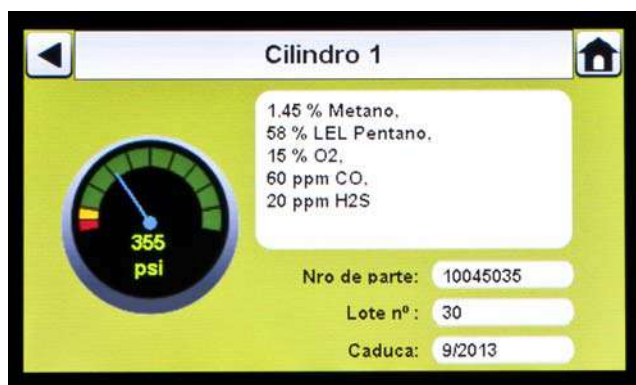 Cilindro 1
1.45 % Metano,
58 % LEL Pentano,
15 % O2,
60 ppm CO,
20 ppm H2S
355
psi
Nro de parte: 10045035
Lote nº : 30
Caduca: 9/2013